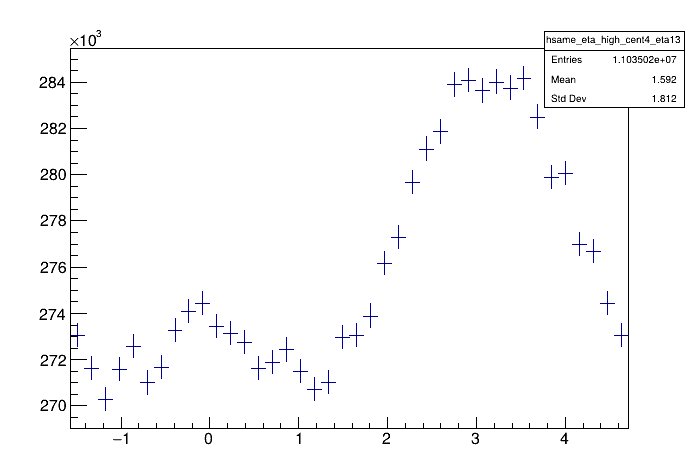 ×10³
hsame_eta_high_cent4_eta13
Entries 1.103502e+07
Mean 1.592
Std Dev 1.812
284
282
280
278
276
274
272
270
−1 0 1 2 3 4